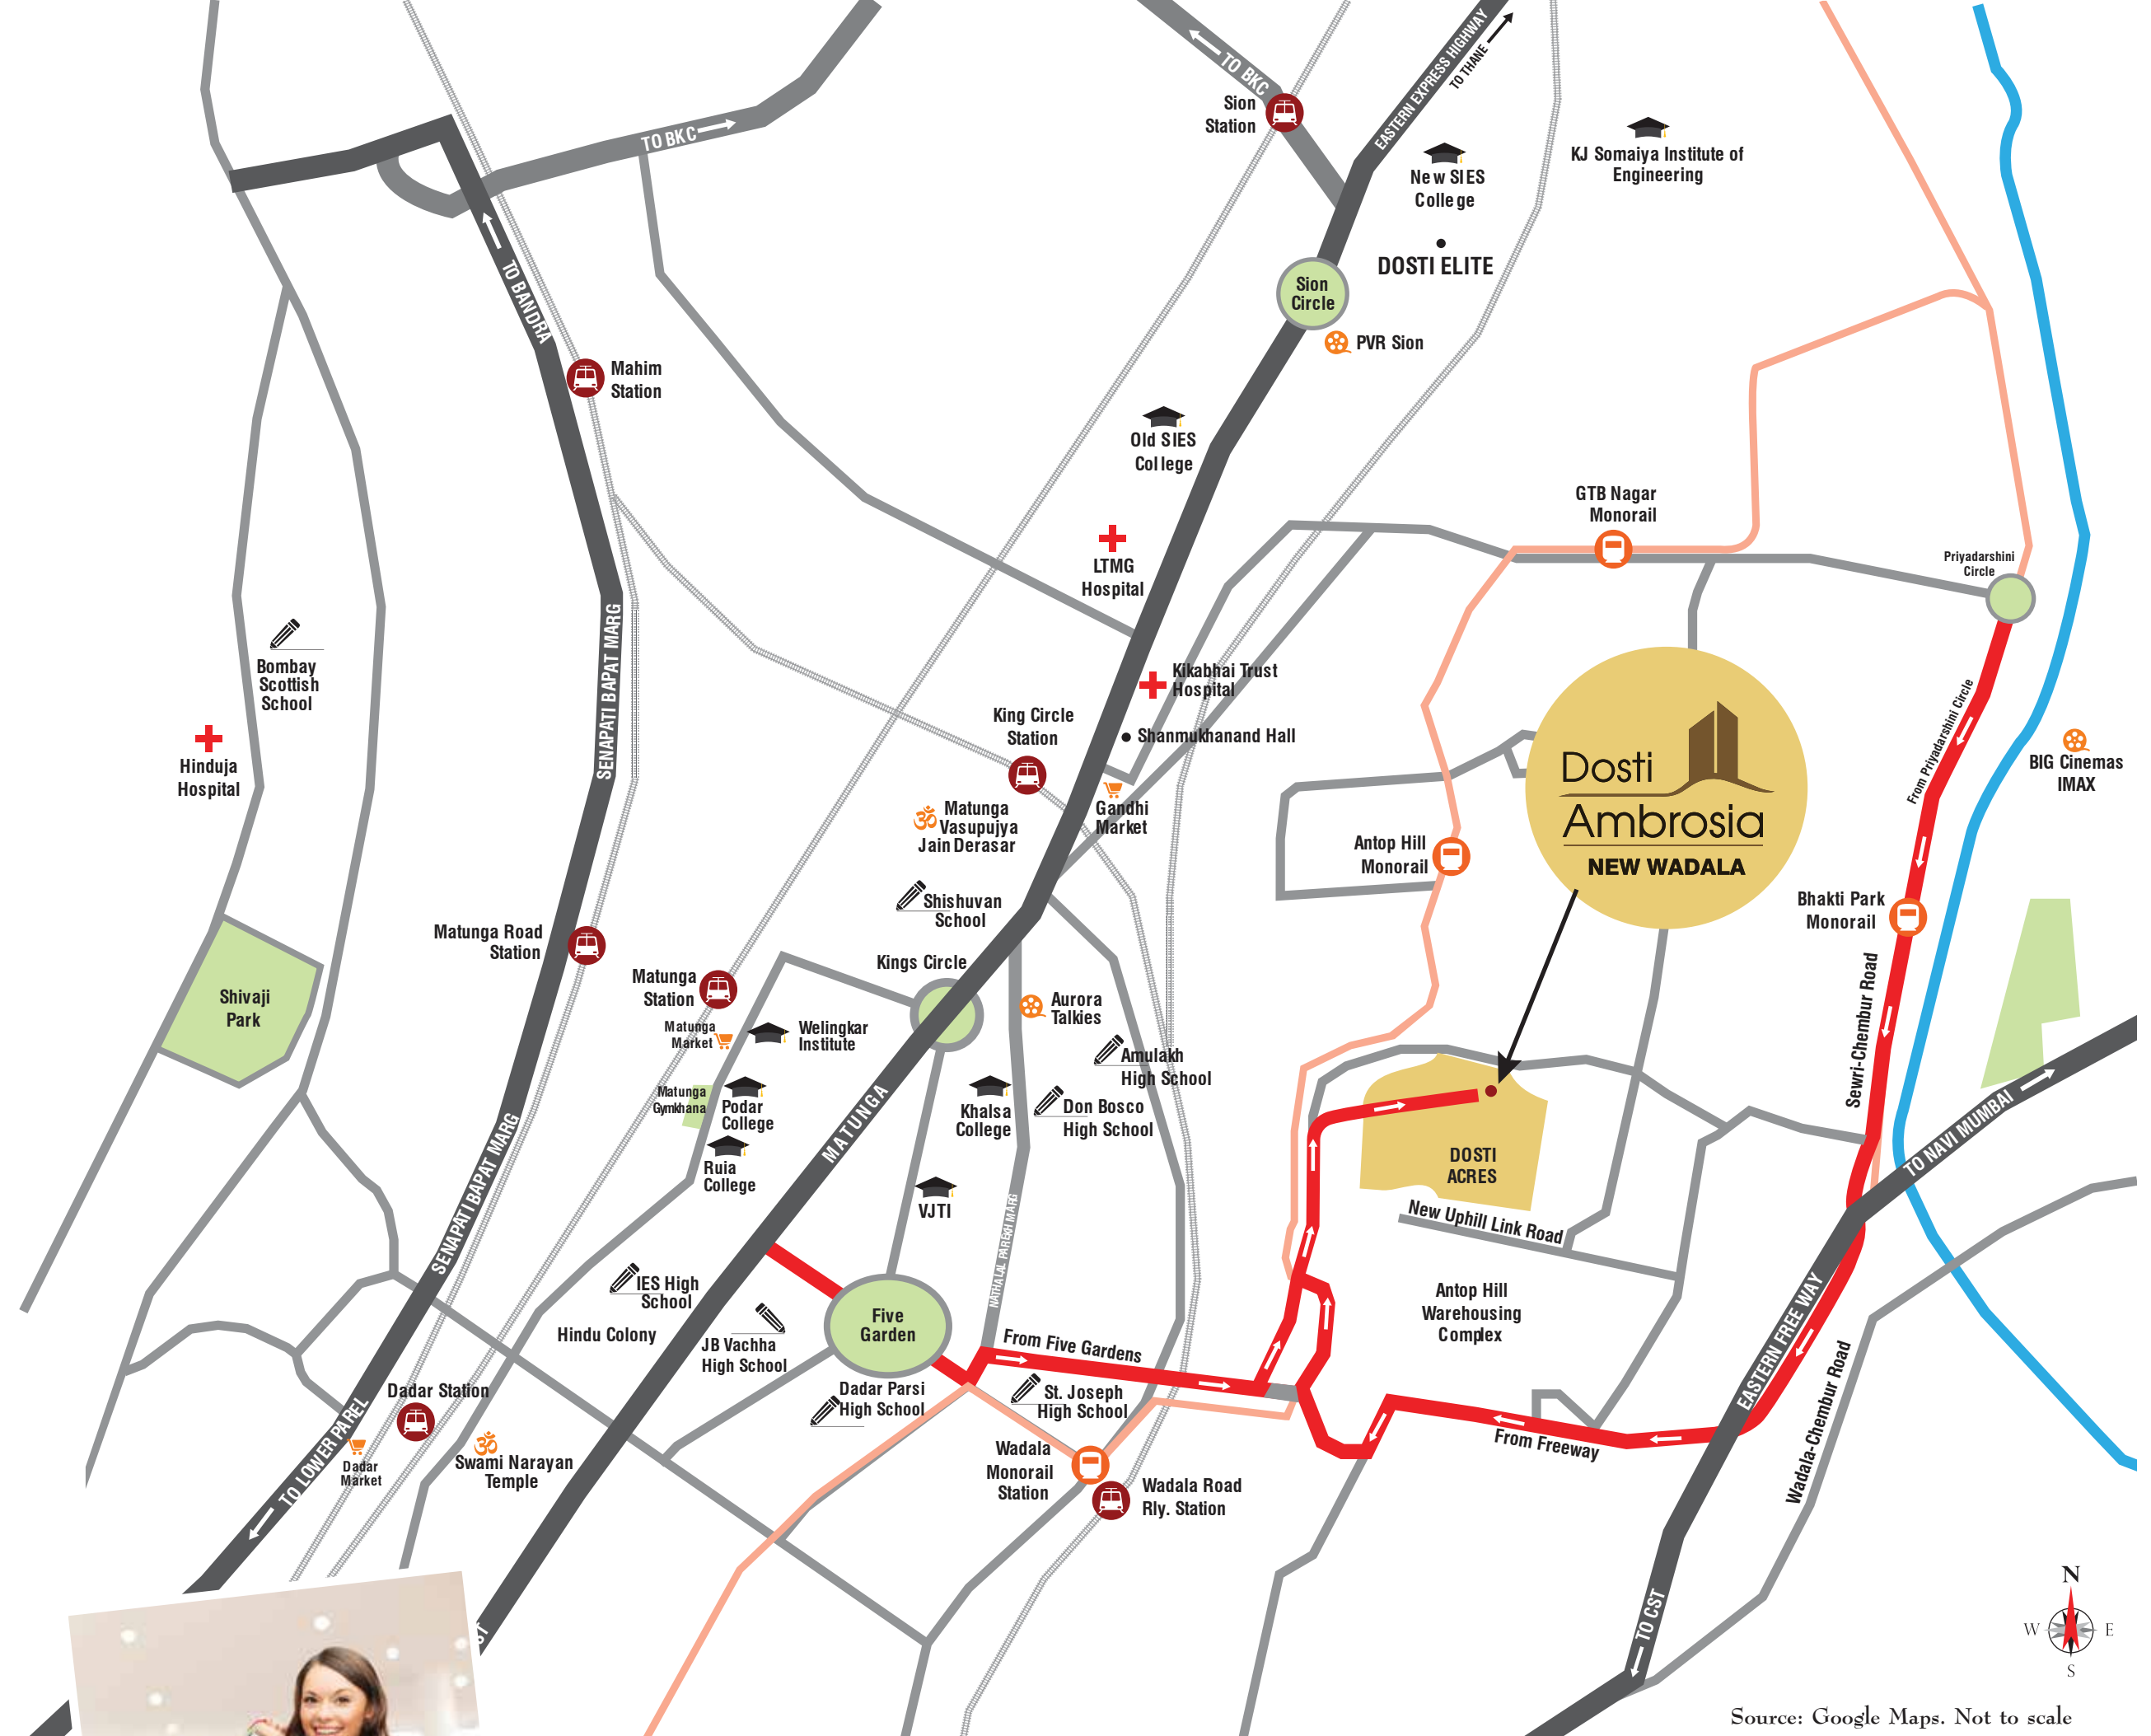 TO BKC
TO BKC
Sion
Station
EASTERN EXPRESS HIGHWAY
TO THANE
New SIES
College
KJ Somaiya Institute of
Engineering
DOSTI ELITE
Sion
Circle
PVR Sion
TO BANDRA
Mahim
Station
Old SIES
College
GTB Nagar
Monorail
LTMG
Hospital
Priyadarshini
Circle
SENAPATI BAPAT MARG
Bombay
Scottish
School
Kikabhai Trust
Hospital
King Circle
Station
Shanmukhanand Hall
From Priyadarshini Circle
Hinduja
Hospital
BIG Cinemas
IMAX
Dosti
Ambrosia
NEW WADALA
Gandhi
Market
ॐ
Matunga
Vasupujya
Jain Derasar
Antop Hill
Monorail
Shishuvan
School
Bhakti Park
Monorail
Matunga Road
Station
Kings Circle
Matunga
Station
Shivaji
Park
Aurora
Talkies
Matunga
Market
Welingkar
Institute
Sewri-Chembur Road
Amulakh
High School
Matunga
Gymkhana
Podar
College
Khalsa
College
Don Bosco
High School
MATUNGA
TO NAVI MUMBAI
DOSTI
ACRES
Ruia
College
SENAPATI BAPAT MARG
VJTI
NATHALAL PAREKH MARG
New Uphill Link Road
IES High
School
Hindu Colony
JB Vachha
High School
Five
Garden
Antop Hill
Warehousing
Complex
EASTERN FREE WAY
From Five Gardens
Dadar Station
Dadar Parsi
High School
St. Joseph
High School
Wadala-Chembur Road
From Freeway
TO LOWER PAREL
Dadar
Market
ॐ
Swami Narayan
Temple
Wadala
Monorail
Station
Wadala Road
Rly. Station
TO CST
N
W
E
S
Source: Google Maps. Not to scale